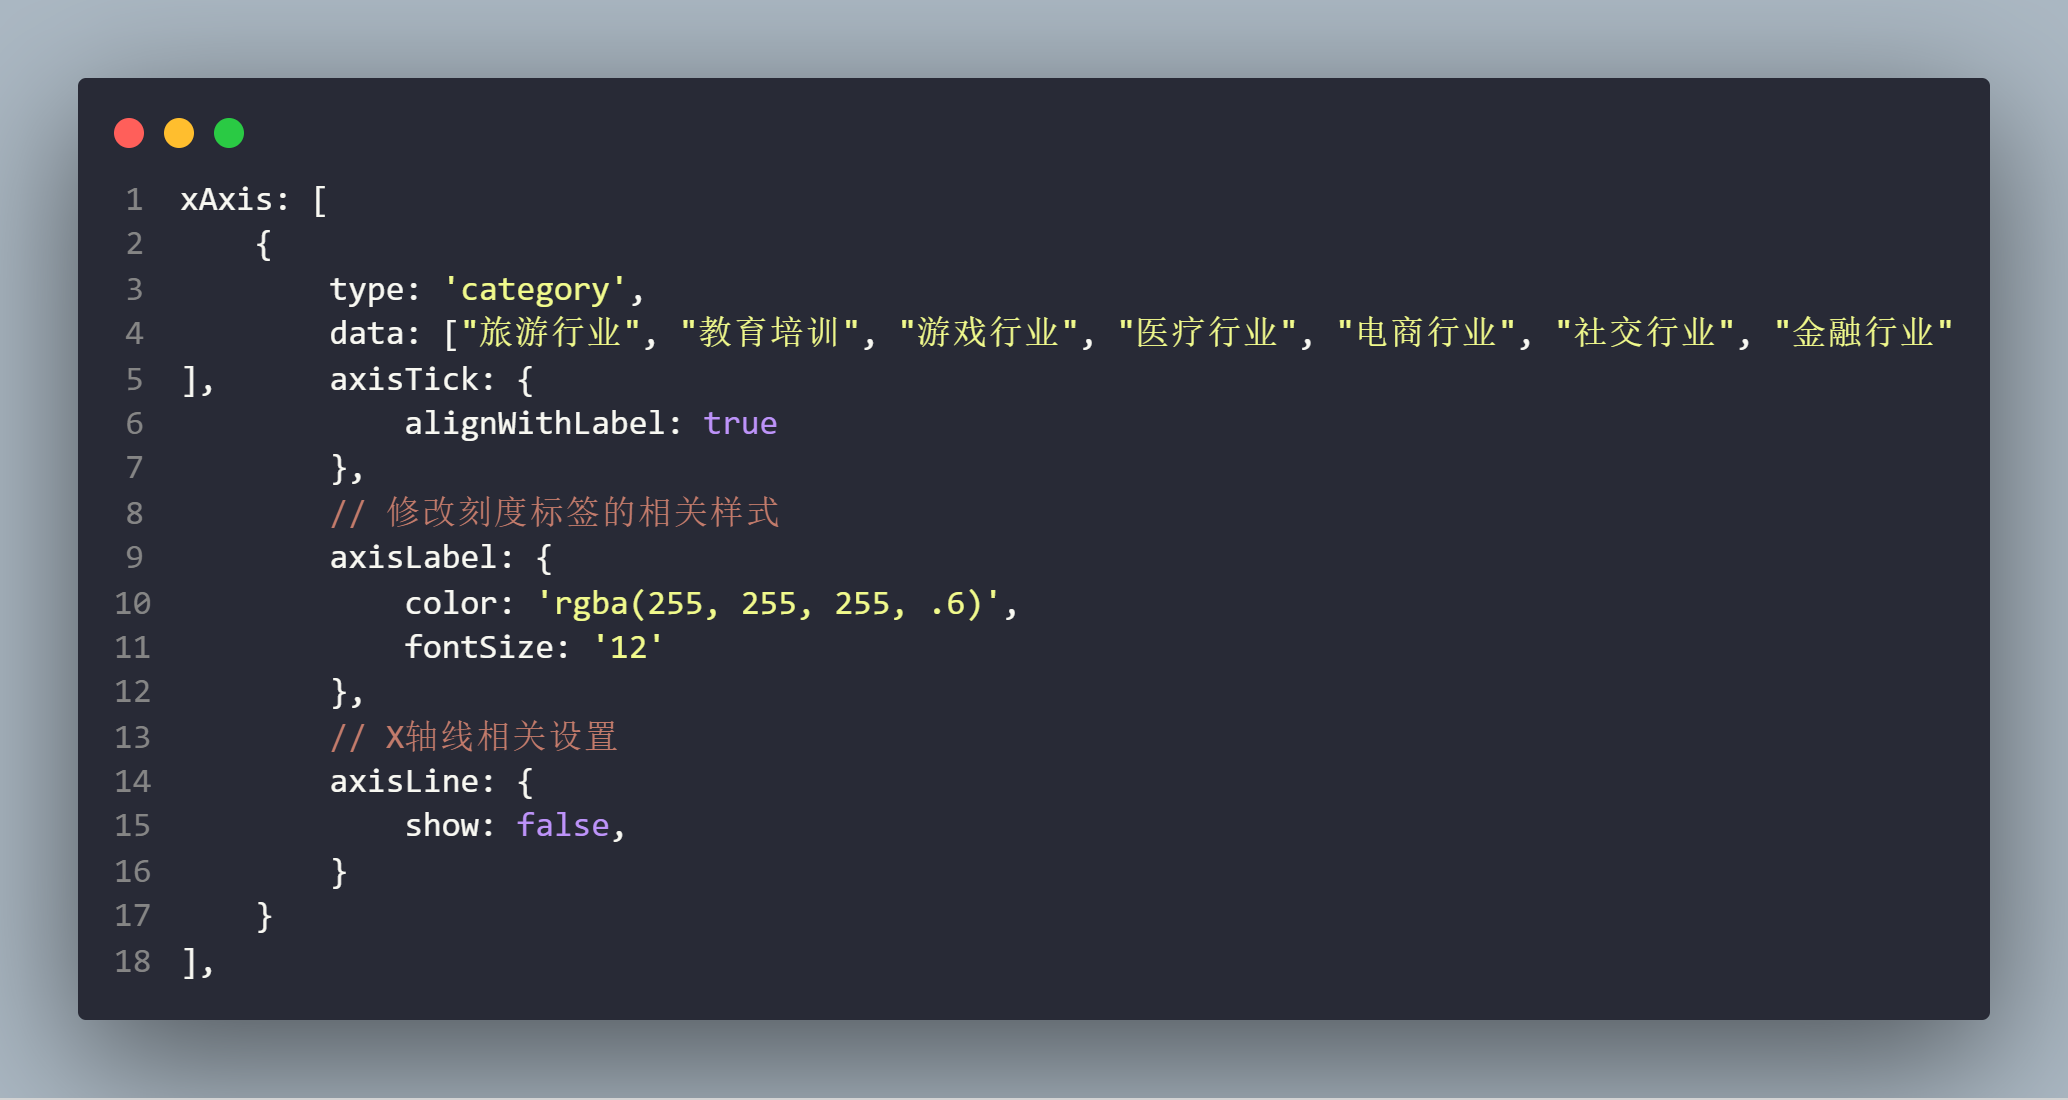 1 xAxis: [
2     {
3         type: 'category',
4         data: ["旅游行业", "教育培训", "游戏行业", "医疗行业", "电商行业", "社交行业", "金融行业"
5 ],      axisTick: {
6             alignWithLabel: true
7         },
8         // 修改刻度标签的相关样式
9         axisLabel: {
10             color: 'rgba(255, 255, 255, .6)',
11             fontSize: '12'
12         },
13         // X轴线相关设置
14         axisLine: {
15             show: false,
16         }
17     }
18 ],